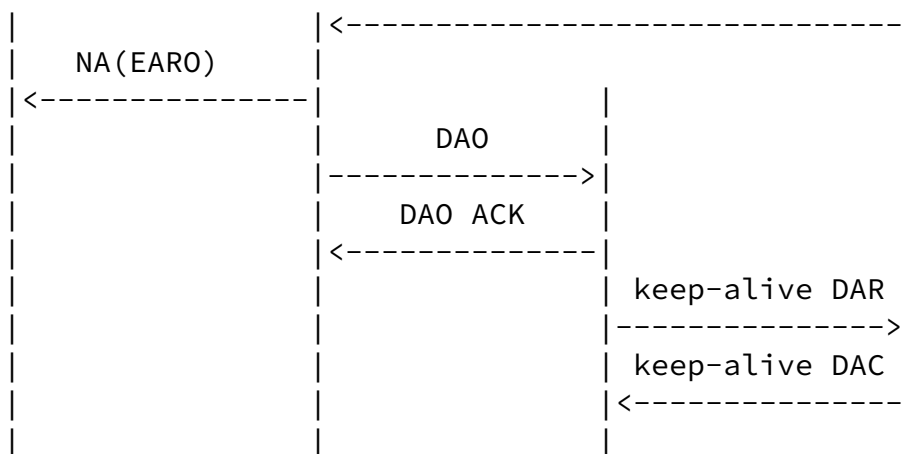 NA(EARO)
DAO
DAO ACK
keep-alive DAR
keep-alive DAC